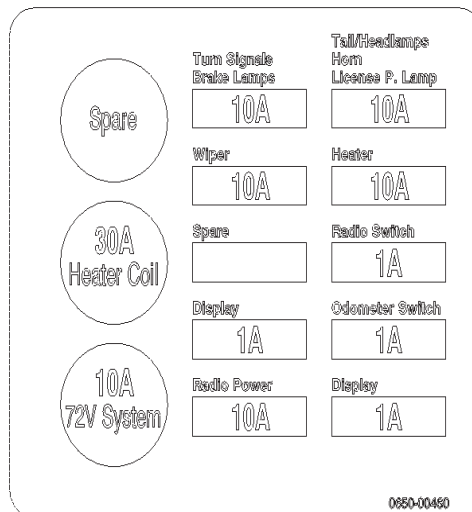 Spare
30A
Heater Coil
10A
72V System
Turn Signals
Brake Lamps
10A
Wiper
10A
Spare
Display
1A
Radio Power
10A
Tail/Headlamps
Horn
License P. Lamp
10A
Heater
10A
Radio Switch
1A
Odometer Switch
1A
Display
1A
0650-00460